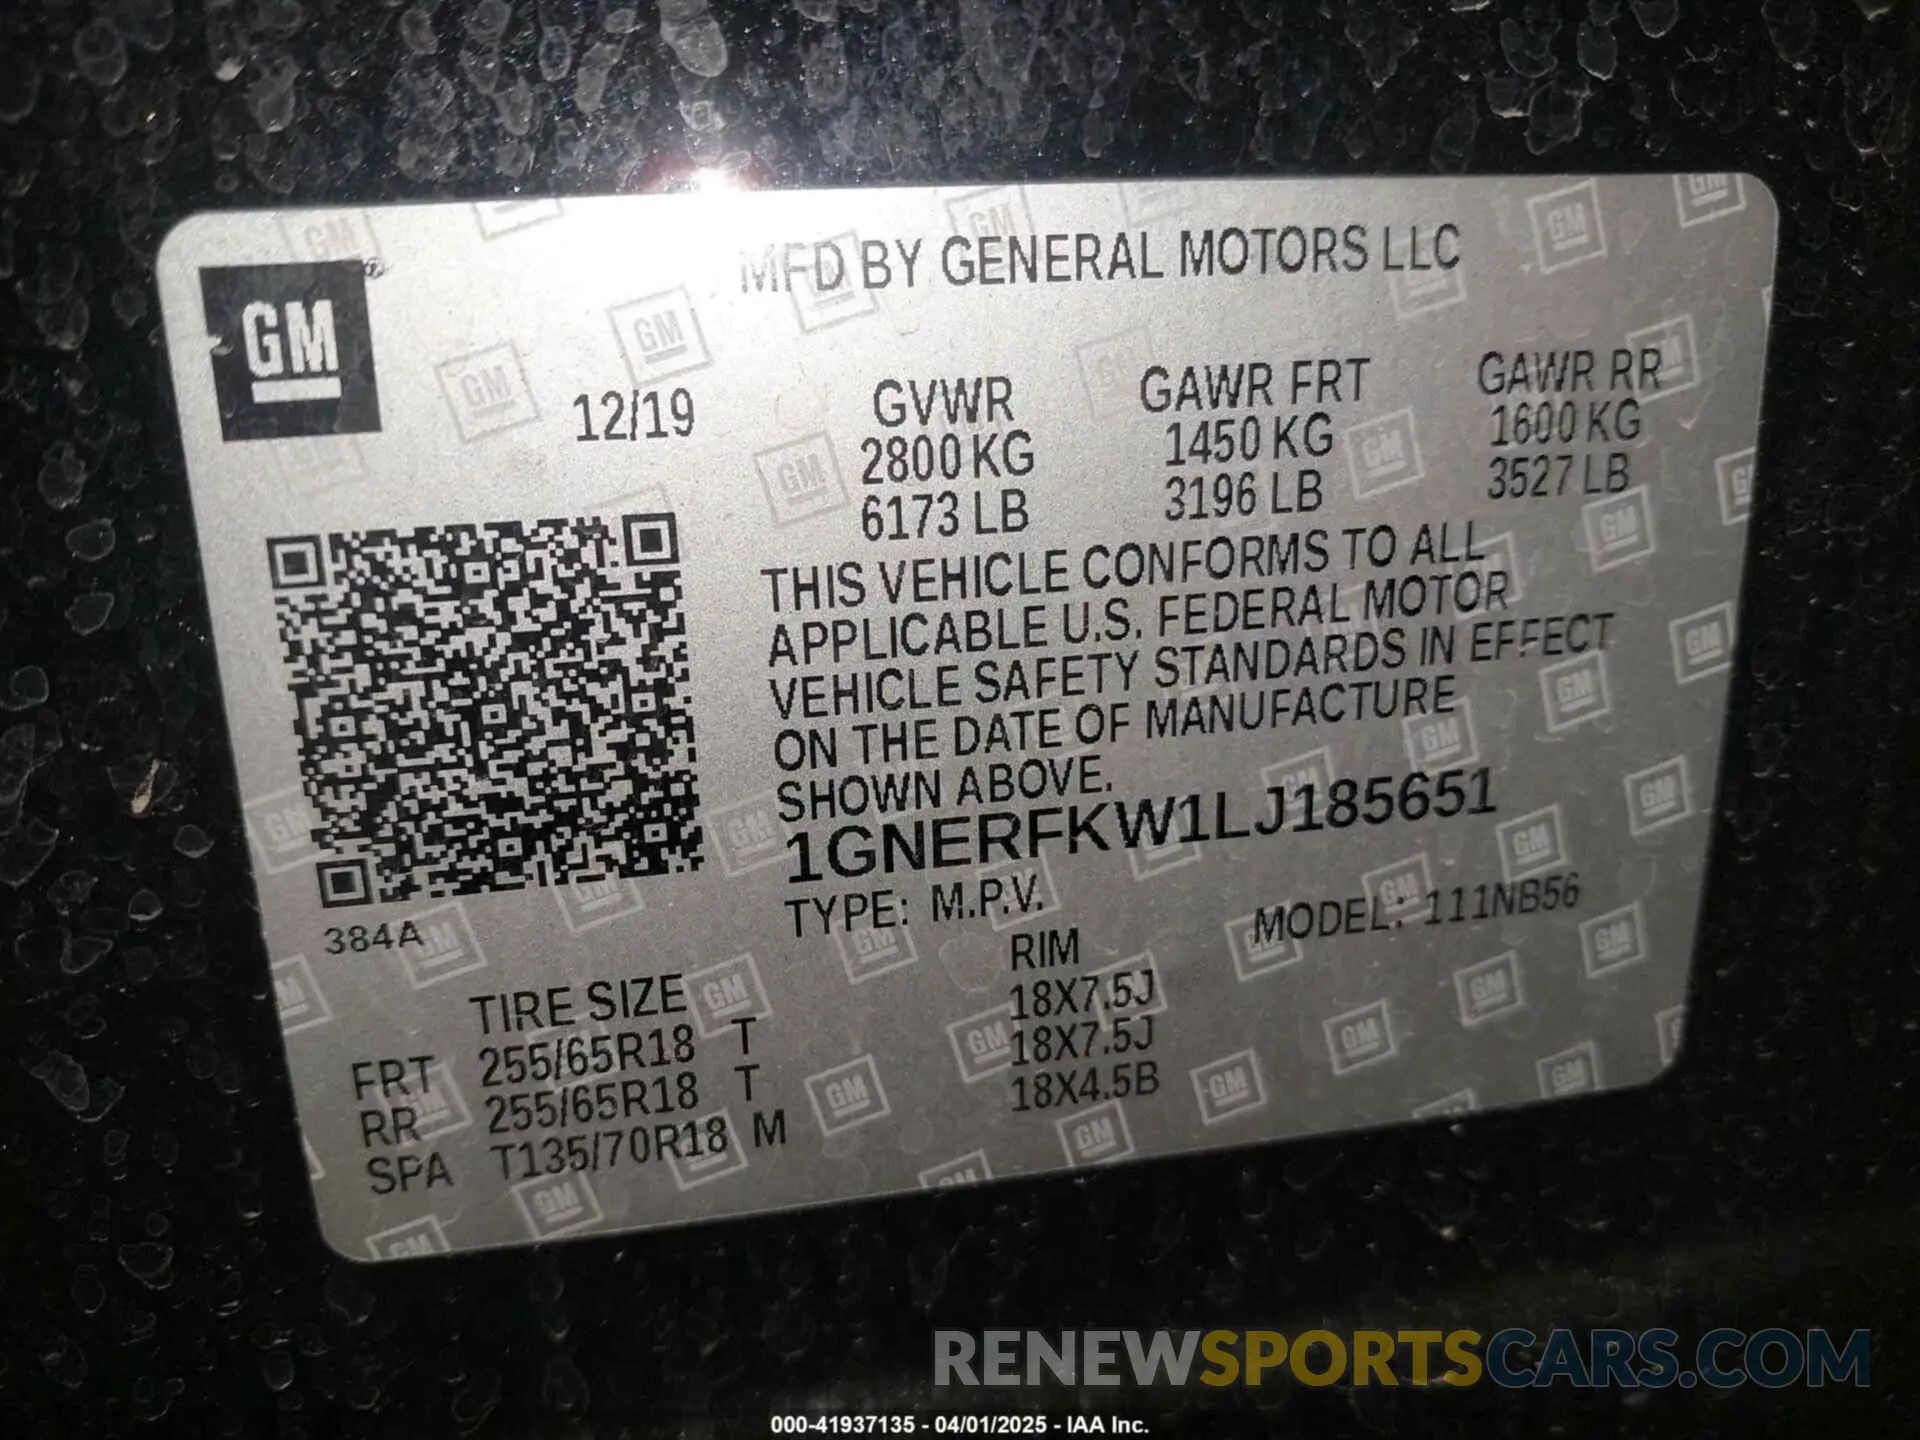 MFD BY GENERAL MOTORS LLC
GM ®
12/19
GVWR GAWR FRT GAWR RR
2800 KG 1450 KG 1600 KG
6173 LB 3196 LB 3527 LB
THIS VEHICLE CONFORMS TO ALL
APPLICABLE U.S. FEDERAL MOTOR
VEHICLE SAFETY STANDARDS IN EFFECT
ON THE DATE OF MANUFACTURE
SHOWN ABOVE.
1GNERFKW1LJ185651
TYPE: M.P.V. MODEL: 111NB56
384A
TIRE SIZE RIM
FRT 255/65R18 T 18X7.5J
RR 255/65R18 T 18X7.5J
SPA T135/70R18 M 18X4.5B
RENEWSPORTSCARS.COM
000-41937135 - 04/01/2025 - IAA Inc.